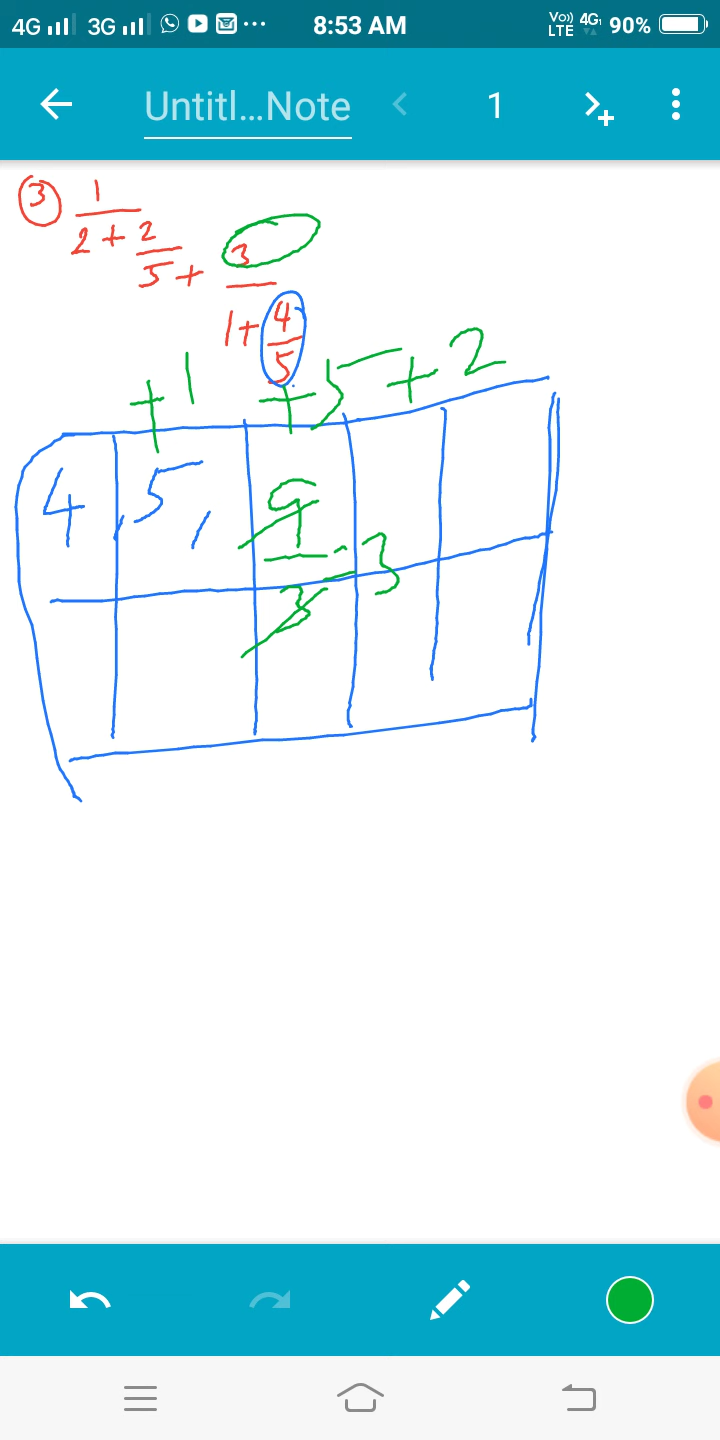 4G 3G 8:53 AM Vo)) LTE 4G 90%
Untitl...Note 1
3 1
2 + 2
5 + 3
1 + 4
5
+1 +5 + 2
4, 5, 9
3 = 3